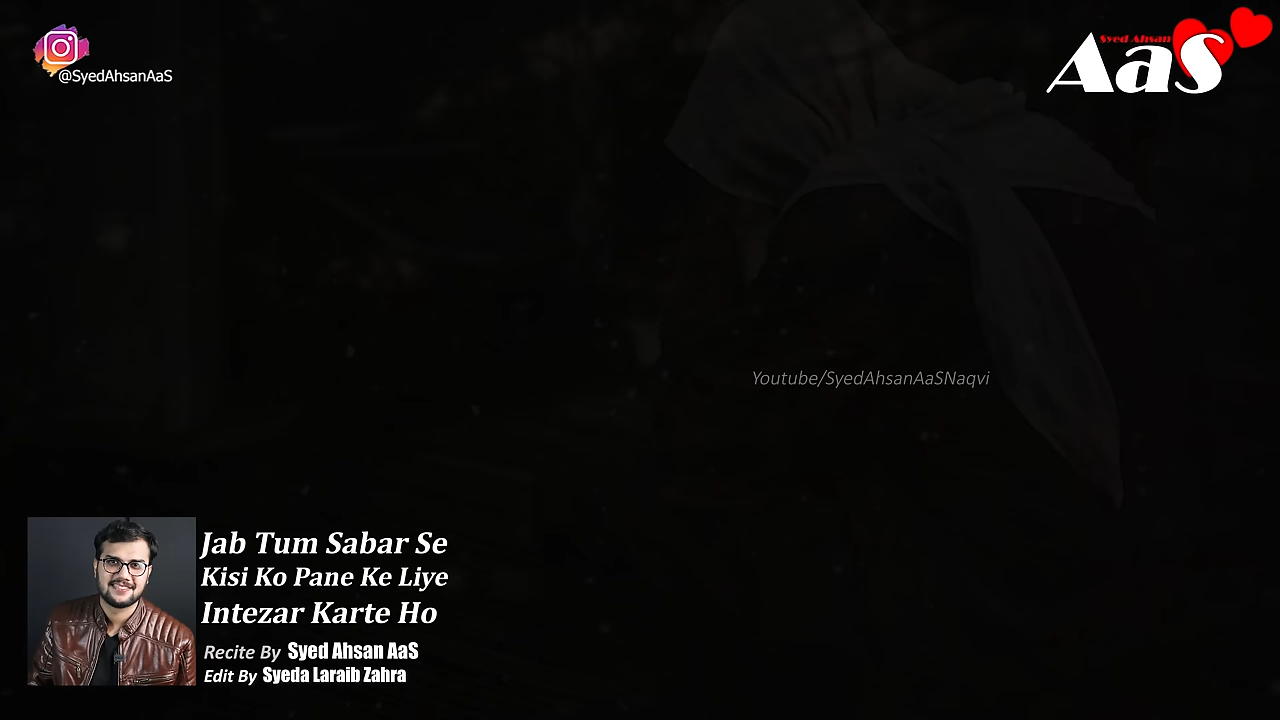 @SyedAhsanAaS
Syed Ahsan
AaS
Youtube/SyedAhsanAaSNaqvi
Jab Tum Sabar Se
Kisi Ko Pane Ke Liye
Intezar Karte Ho
Recite By Syed Ahsan AaS
Edit By Syeda Laraib Zahra